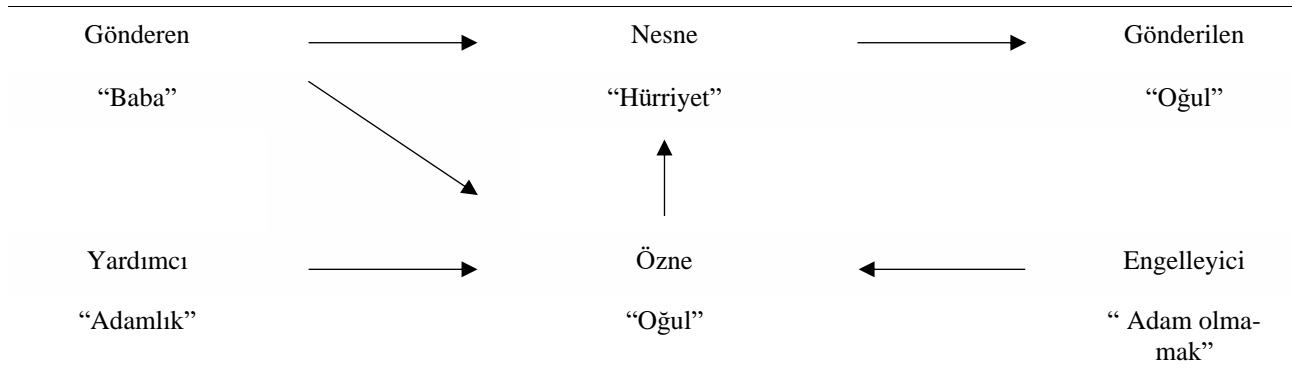 Gönderen Nesne Gönderilen
“Baba” “Hürriyet” “Oğul”
Yardımcı Özne Engelleyici
“Adamlık” “Oğul” “ Adam olma-
mak”